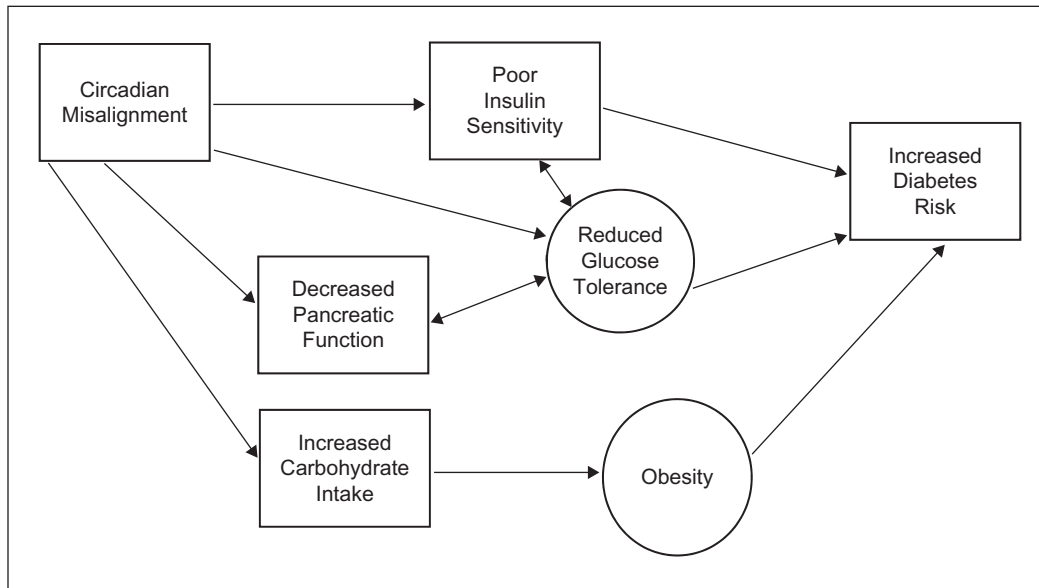 Circadian
Misalignment
Poor
Insulin
Sensitivity
Increased
Diabetes
Risk
Reduced
Glucose
Tolerance
Decreased
Pancreatic
Function
Increased
Carbohydrate
Intake
Obesity